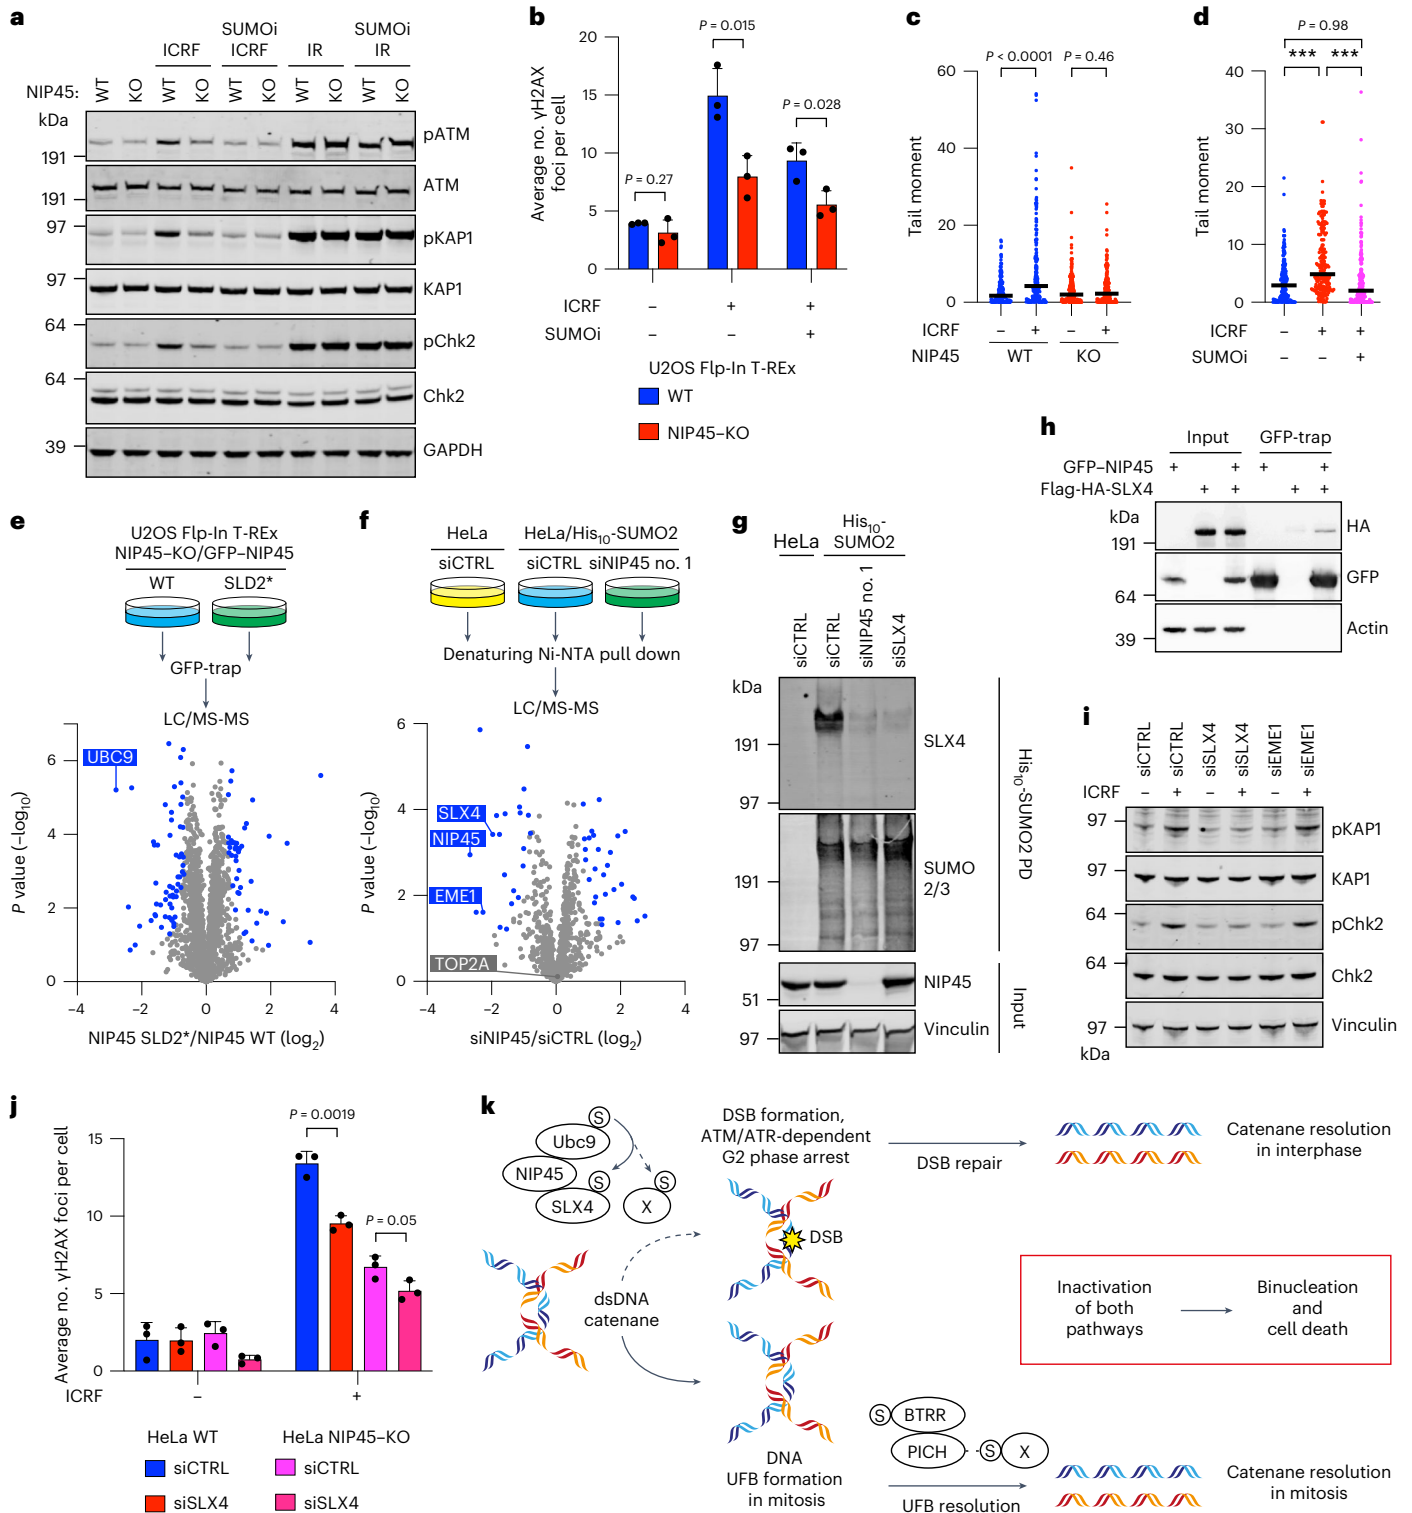 a
SUMOi SUMOi
ICRF ICRF IR IR
NIP45: WT KO WT KO WT KO WT KO WT KO
kDa
191 pATM
191 ATM
97 pKAP1
97 KAP1
64 pChk2
64 Chk2
39 GAPDH
b
Average no. γH2AX
foci per cell
20
15
10
5
0
P = 0.27
P = 0.015
P = 0.028
ICRF – + +
SUMOi – – +
U2OS Flp-In T-REx
WT
NIP45–KO
c
P < 0.0001 P = 0.46
Tail moment
60
40
20
0
ICRF – + – +
NIP45 WT KO
d
P = 0.98
*** ***
Tail moment
40
30
20
10
0
ICRF – + +
SUMOi – – +
e
U2OS Flp-In T-REx
NIP45–KO/GFP–NIP45
WT SLD2*
GFP-trap
LC/MS-MS
P value (–log10)
6
4
2
0
UBC9
–4 –2 0 2 4
NIP45 SLD2*/NIP45 WT (log2)
f
HeLa HeLa/His10-SUMO2
siCTRL siCTRL siNIP45 no. 1
Denaturing Ni-NTA pull down
LC/MS-MS
P value (–log10)
6
4
2
0
SLX4
NIP45
EME1
TOP2A
–4 –2 0 2 4
siNIP45/siCTRL (log2)
g
His10-
HeLa SUMO2
siCTRL siCTRL siNIP45 no. 1 siSLX4
kDa
191
SLX4
97
191
SUMO
2/3
97
His10-SUMO2 PD
NIP45
51
Vinculin
97
Input
h
Input GFP-trap
GFP–NIP45 + + + +
Flag-HA-SLX4 + + + +
kDa
191 HA
GFP
64
39 Actin
i
siCTRL siCTRL siSLX4 siSLX4 siEME1 siEME1
ICRF – + – + – +
97 pKAP1
97 KAP1
64 pChk2
64 Chk2
97 Vinculin
kDa
j
Average no. γH2AX foci per cell
15
10
5
0
P = 0.0019
P = 0.05
ICRF – +
HeLa WT HeLa NIP45–KO
siCTRL siCTRL
siSLX4 siSLX4
k
S
Ubc9
NIP45
S S
SLX4 X
dsDNA
catenane
DSB formation,
ATM/ATR-dependent
G2 phase arrest
DSB
DSB repair
Catenane resolution
in interphase
Inactivation
of both
pathways
Binucleation
and
cell death
DNA
UFB formation
in mitosis
S BTRR
PICH S X
UFB resolution
Catenane resolution
in mitosis